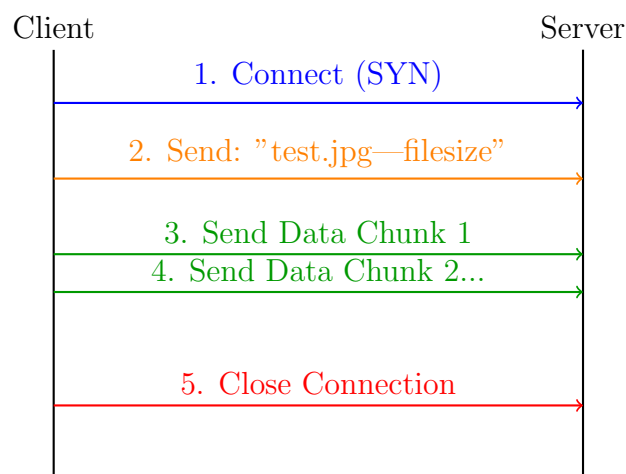 Client
Server
1. Connect (SYN)
2. Send: ”test.jpg—filesize”
3. Send Data Chunk 1
4. Send Data Chunk 2...
5. Close Connection